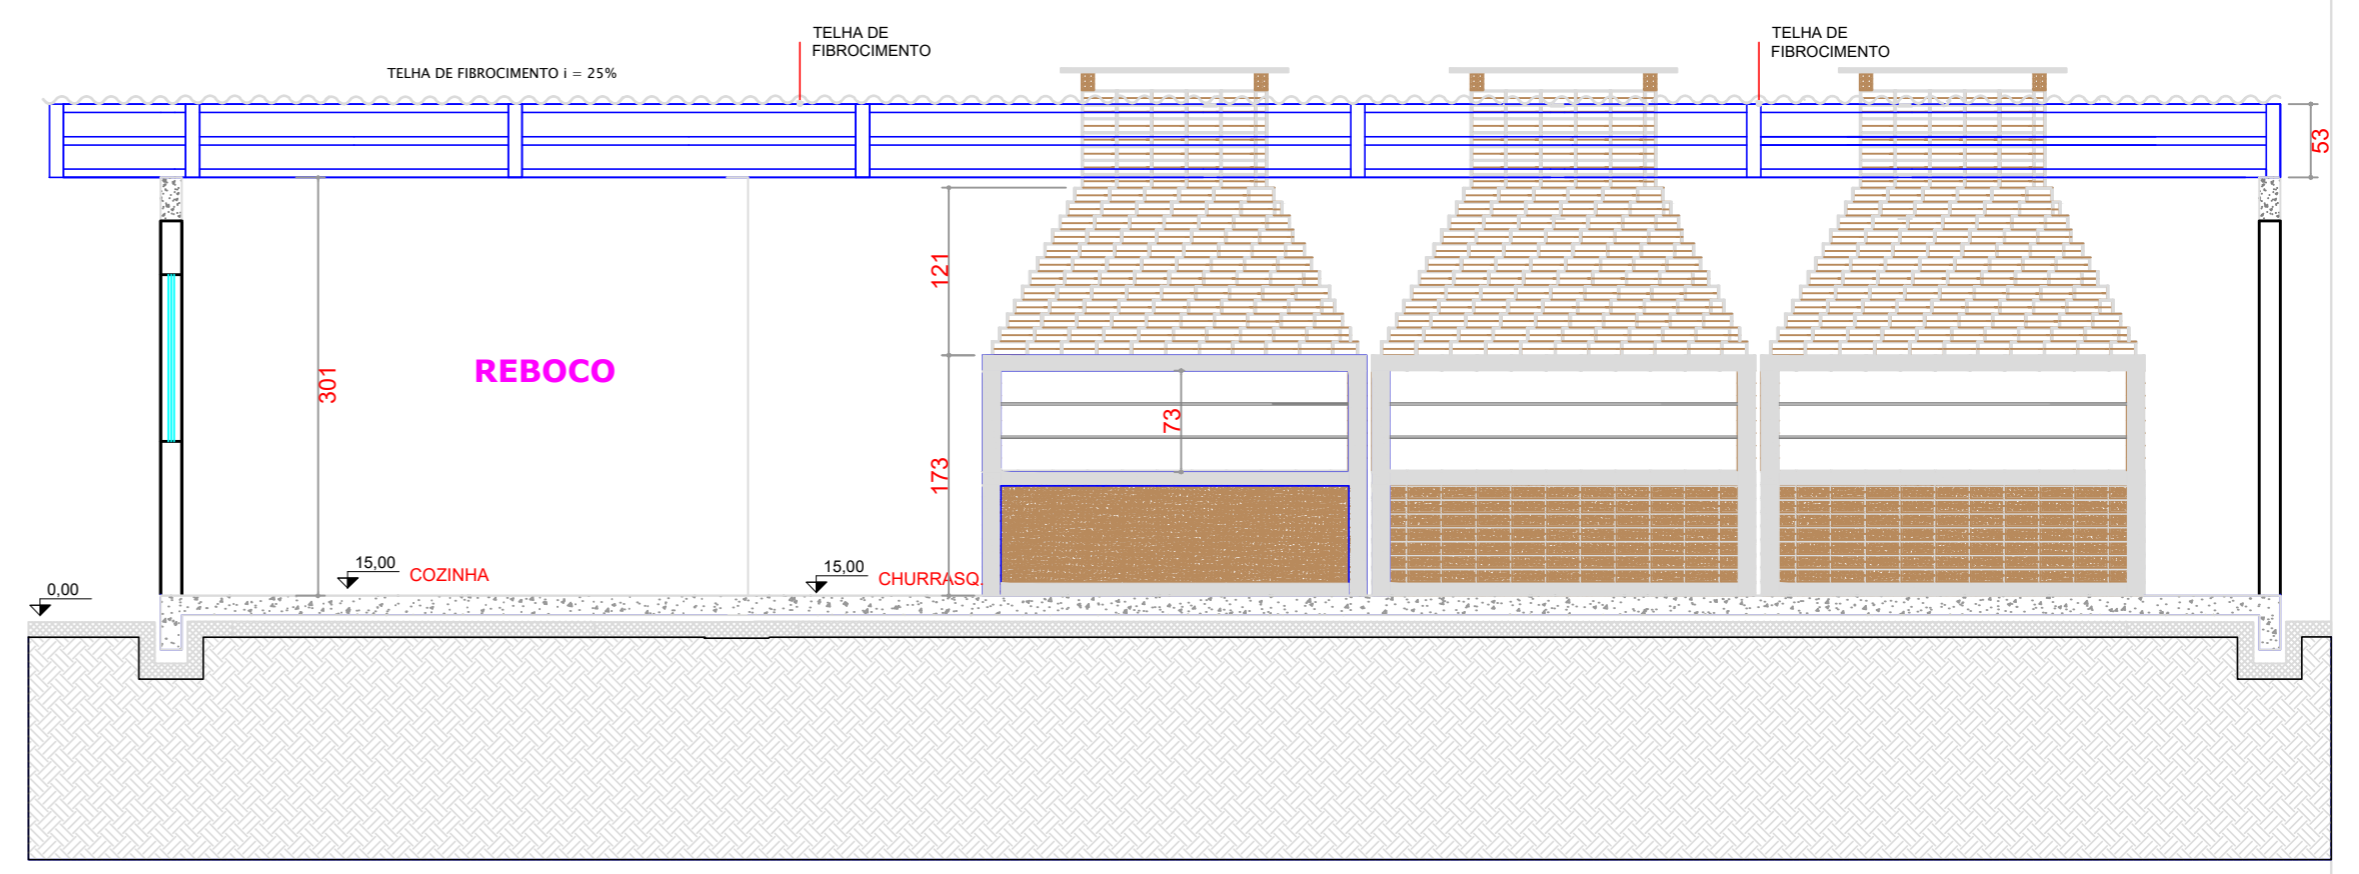 TELHA DE
FIBROCIMENTO
TELHA DE
FIBROCIMENTO
TELHA DE FIBROCIMENTO i = 25%
53
121
REBOCO
301
73
173
15,00
COZINHA
15,00
CHURRASQ.
0,00